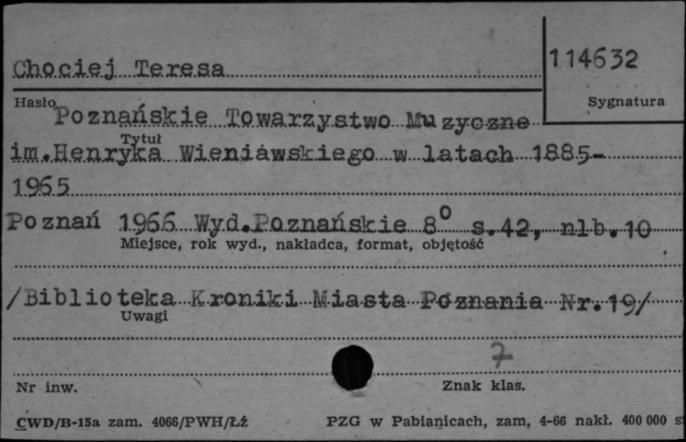 Chociej Teresa
114632
Hasło
Sygnatura
Poznańskie Towarzystwo Muzyczne
Tytuł
im.Henryka Wieniawskiego w latach 1885-
1965
Poznań 1966 Wyd.Poznańskie 8⁰ s.42, nlb.10
Miejsce, rok wyd., nakładca, format, objętość
/Biblioteka Kroniki Miasta Poznania Nr.19/
Uwagi
7
Nr inw.
Znak klas.
CWD/B-15a zam. 4066/PWH/Łź
PZG w Pabianicach, zam, 4-66 nakł. 400 000 s